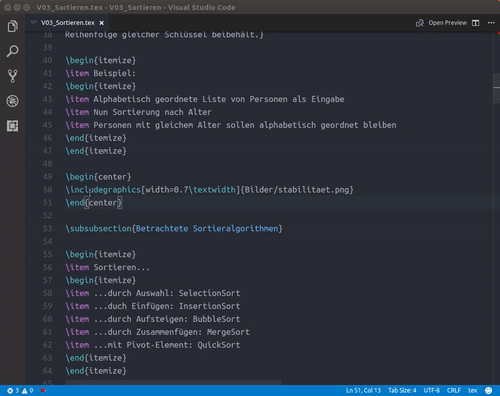 V03_Sortieren.tex - V03_Sortieren - Visual Studio Code
V03_Sortieren.tex ×
Open Preview
38 Reihenfolge gleicher Schlüssel beibehält.}
39
40 \begin{itemize}
41 \item Beispiel:
42 \begin{itemize}
43 \item Alphabetisch geordnete Liste von Personen als Eingabe
44 \item Nun Sortierung nach Alter
45 \item Personen mit gleichem Alter sollen alphabetisch geordnet bleiben
46 \end{itemize}
47 \end{itemize}
48
49 \begin{center}
50 \includegraphics[width=0.7\textwidth]{Bilder/stabilitaet.png}
51 \end{center}
52
53 \subsubsection{Betrachtete Sortieralgorithmen}
54
55 \begin{itemize}
56 \item Sortieren...
57 \begin{itemize}
58 \item ...durch Auswahl: SelectionSort
59 \item ...duch Einfügen: InsertionSort
60 \item ...durch Aufsteigen: BubbleSort
61 \item ...durch Zusammenfügen: MergeSort
62 \item ...mit Pivot-Element: QuickSort
63 \end{itemize}
64 \end{itemize}
65
3 0 Ln 51, Col 13 Tab Size: 4 UTF-8 CRLF tex